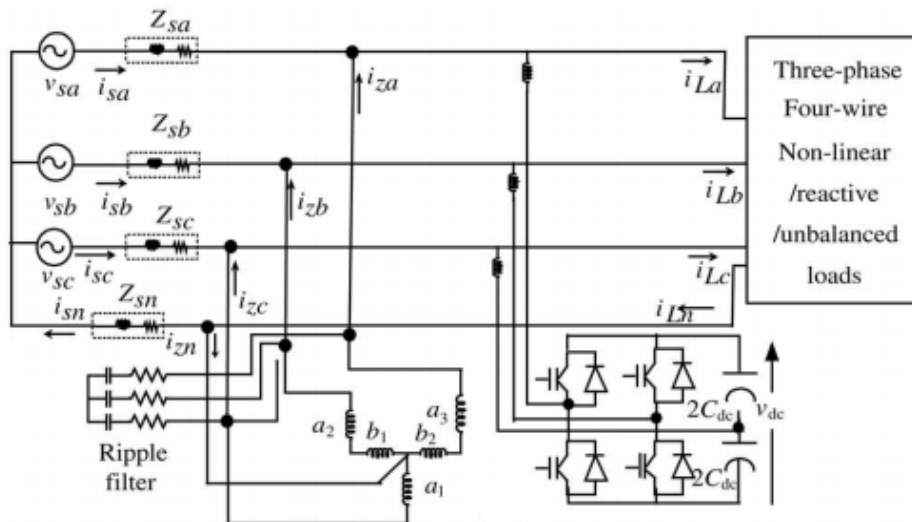 Z_sa
v_sa
i_sa
i_za
i_La
Three-phase
Four-wire
Non-linear
/reactive
/unbalanced
loads
Z_sb
v_sb
i_sb
i_zb
i_Lb
Z_sc
v_sc
i_sc
i_zc
i_Lc
Z_sn
i_sn
i_zn
i_Ln
a_2
b_1
b_2
a_3
a_1
Ripple
filter
2C_dc
v_dc
2C_dc